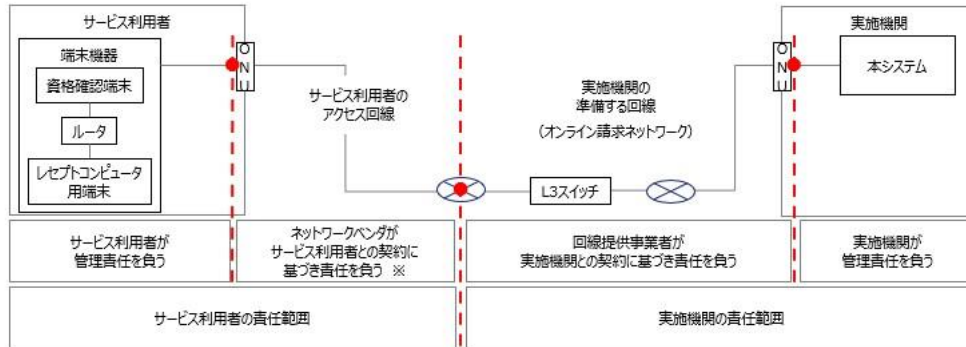 サービス利用者
端末機器
資格確認端末
ルータ
レセプトコンピュータ
用端末
ONU
サービス利用者の
アクセス回線
実施機関の
準備する回線
（オンライン請求ネットワーク）
L3スイッチ
ONU
実施機関
本システム
サービス利用者が
管理責任を負う
ネットワークベンダが
サービス利用者との契約に
基づき責任を負う ※
回線提供事業者が
実施機関との契約に基づき責任を負う
実施機関が
管理責任を負う
サービス利用者の責任範囲
実施機関の責任範囲